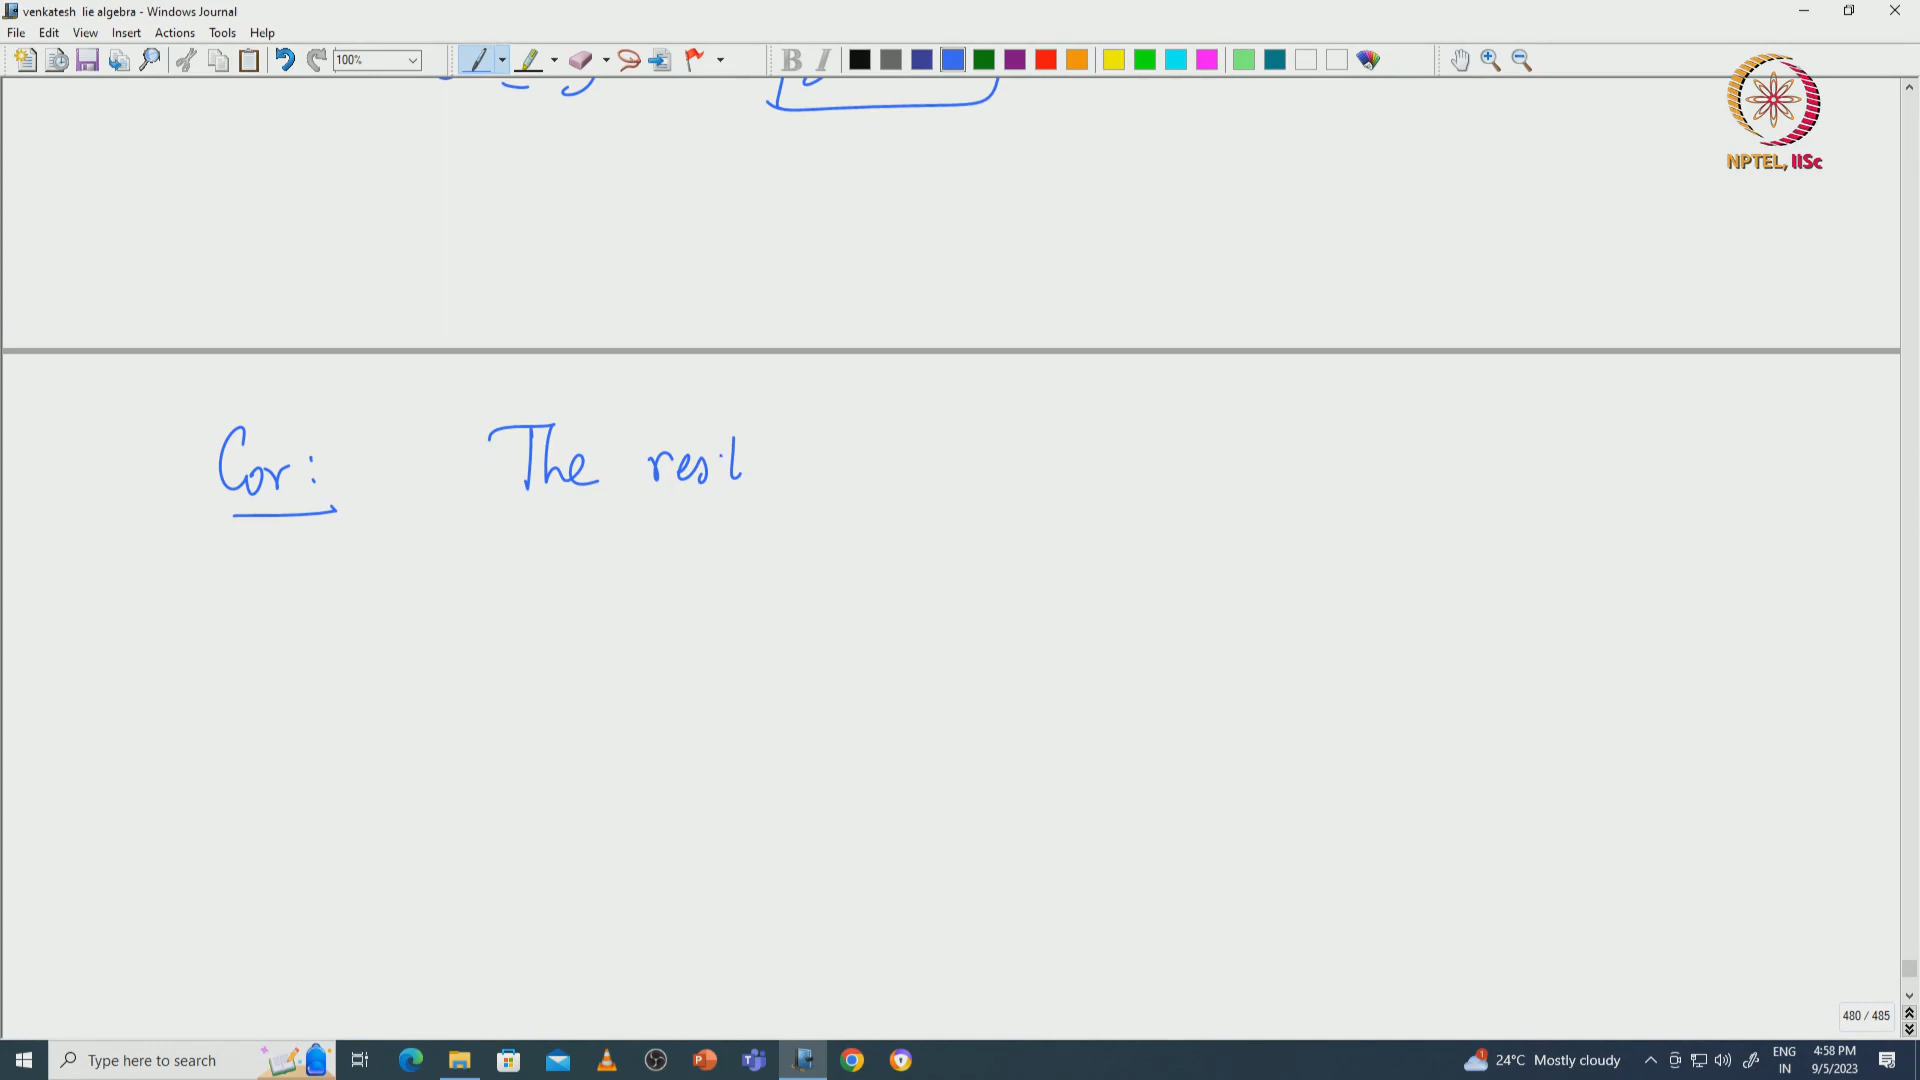 venkatesh lie algebra - Windows Journal
File Edit View Insert Actions Tools Help
100%
B I
NPTEL, IISc
Cor: The
480 / 485
Type here to search
1
24°C Mostly cloudy
ENG
IN
4:58 PM
9/5/2023